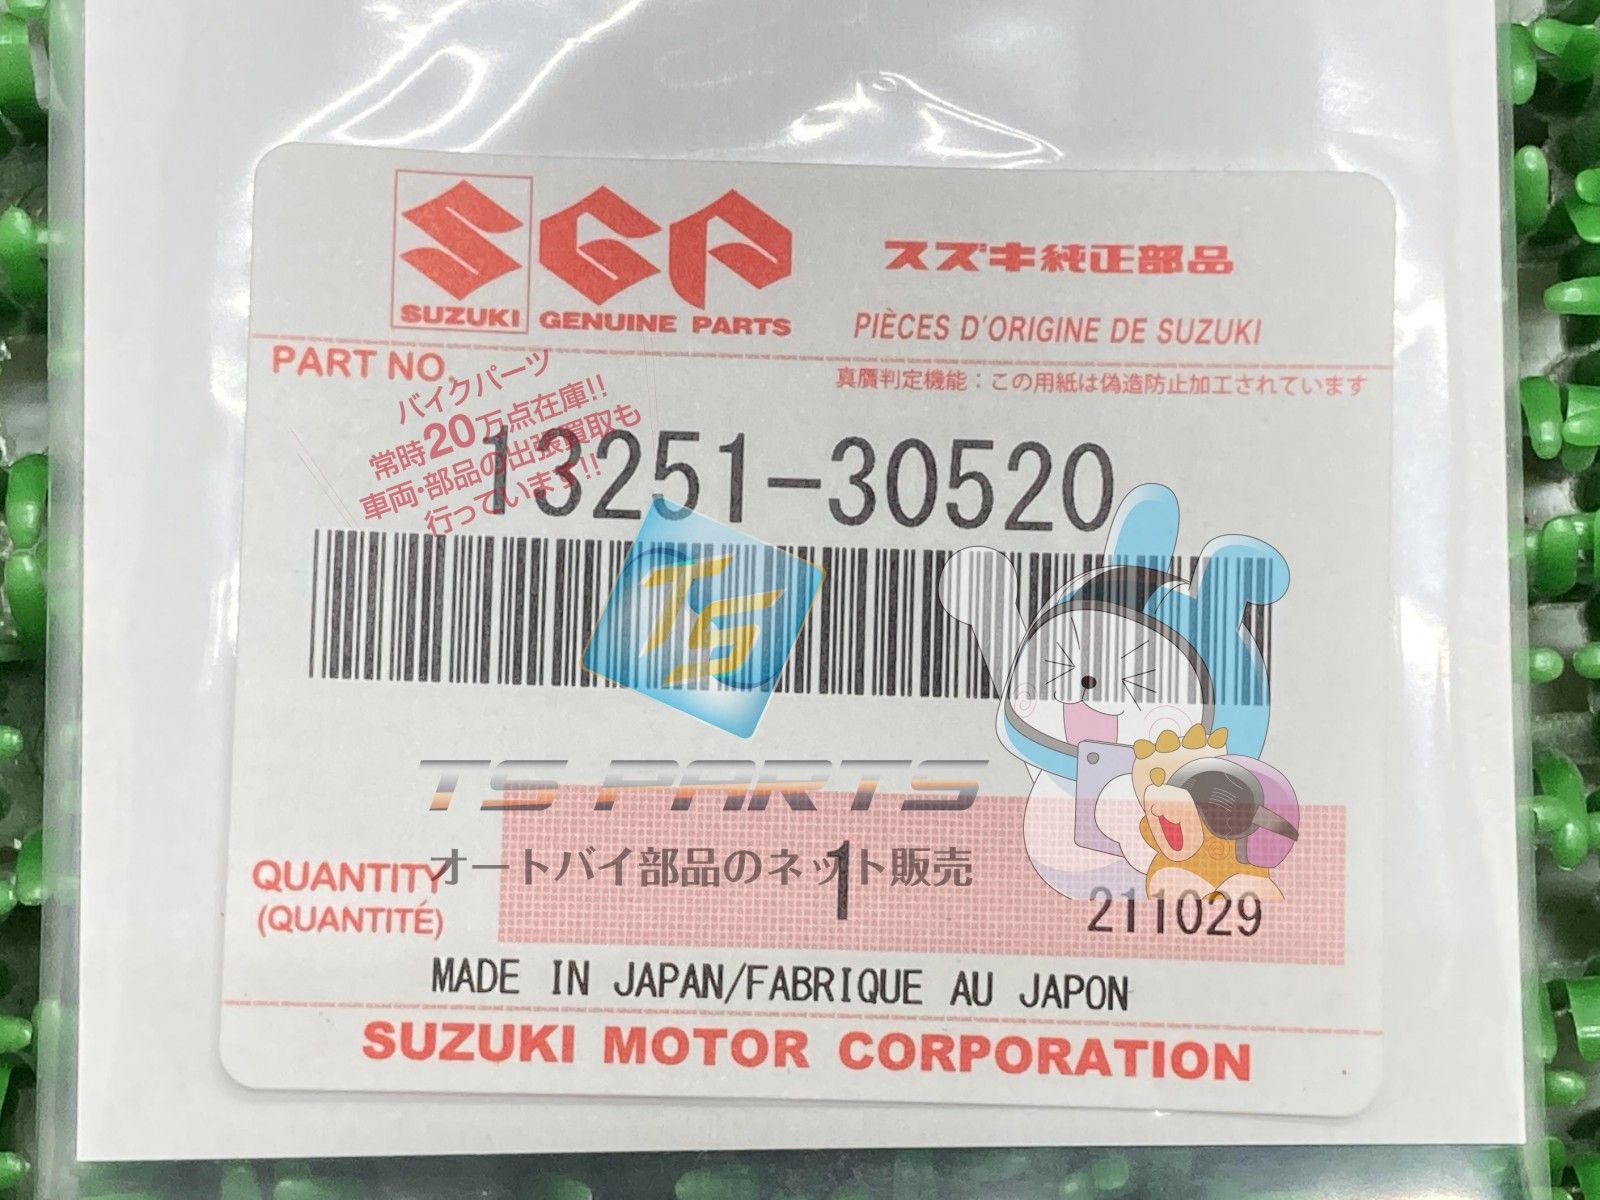 SUZUKI
GENUINE PARTS
スズキ純正部品
PIÈCES D'ORIGINE DE SUZUKI
PART NO.
真贋判定機能：この用紙は偽造防止加工されています
バイクパーツ
常時20万点在庫!!
車両・部品の出張買取も
行っています!!
13251-30520
TS
TS PARTS
オートバイ部品のネット販売
QUANTITY
(QUANTITÉ)
1
211029
MADE IN JAPAN/FABRIQUE AU JAPON
SUZUKI MOTOR CORPORATION